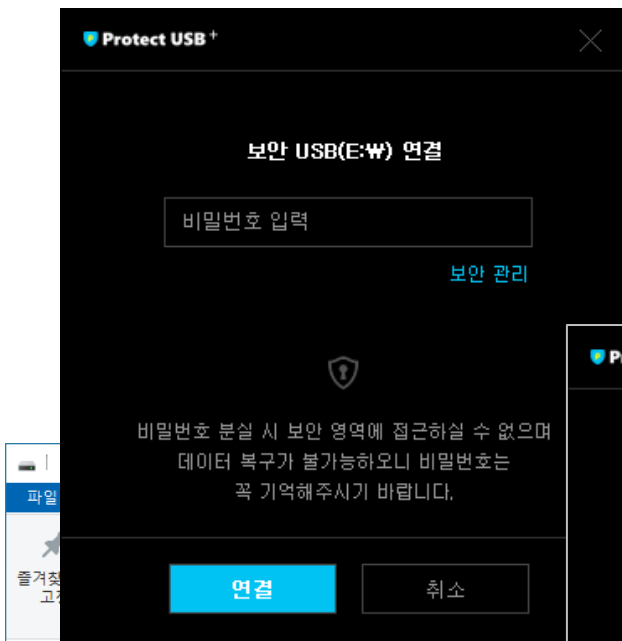 Protect USB+
보안 USB(E:₩) 연결
비밀번호 입력
보안 관리
비밀번호 분실 시 보안 영역에 접근하실 수 없으며
데이터 복구가 불가능하오니 비밀번호는
꼭 기억해주시기 바랍니다.
연결
취소
파일
즐겨찾